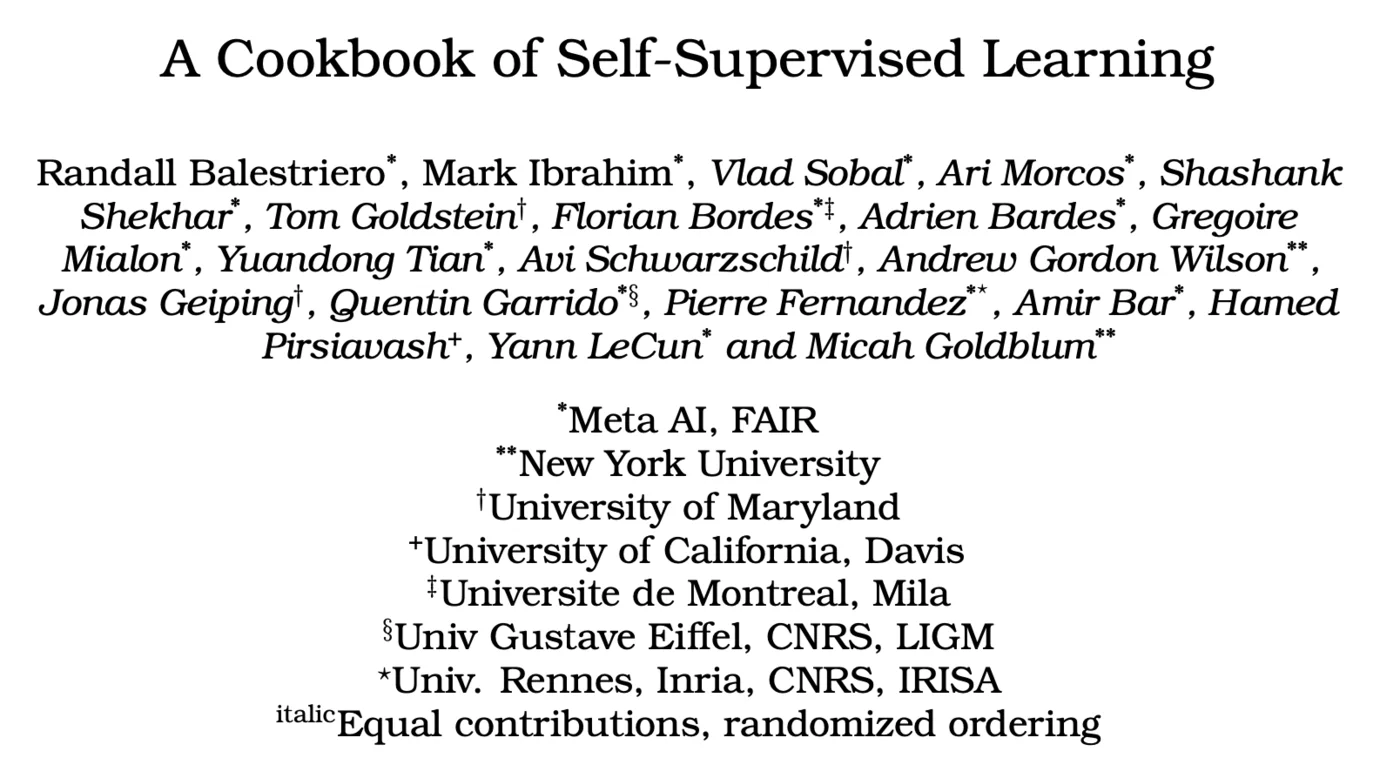 A Cookbook of Self-Supervised Learning
Randall Balestriero*, Mark Ibrahim*, Vlad Sobal*, Ari Morcos*, Shashank
Shekhar*, Tom Goldstein†, Florian Bordes*‡, Adrien Bardes*, Gregoire
Mialon*, Yuandong Tian*, Avi Schwarzschild†, Andrew Gordon Wilson**,
Jonas Geiping†, Quentin Garrido*§, Pierre Fernandez*⋆, Amir Bar*, Hamed
Pirsiavash+, Yann LeCun* and Micah Goldblum**
*Meta AI, FAIR
**New York University
†University of Maryland
+University of California, Davis
‡Universite de Montreal, Mila
§Univ Gustave Eiffel, CNRS, LIGM
⋆Univ. Rennes, Inria, CNRS, IRISA
italicEqual contributions, randomized ordering